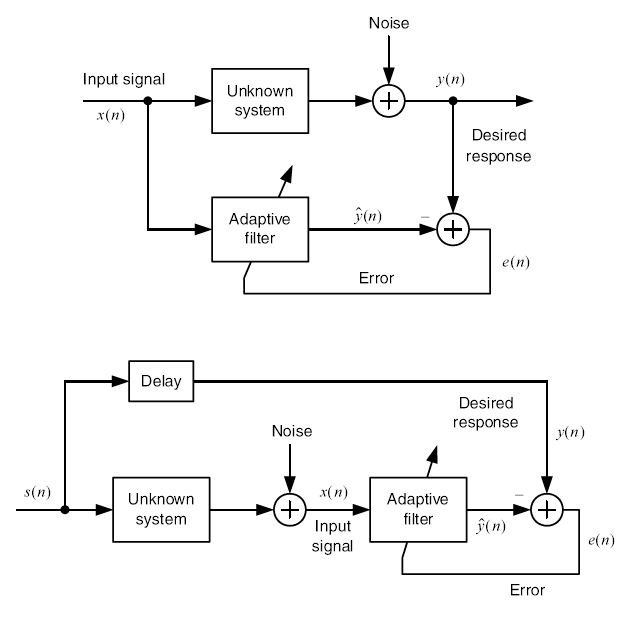 Noise
Input signal
x(n)
Unknown
system
y(n)
Desired
response
Adaptive
filter
ŷ(n)
−
e(n)
Error
Delay
Desired
response
y(n)
Noise
s(n)
Unknown
system
x(n)
Input
signal
Adaptive
filter
−
ŷ(n)
e(n)
Error